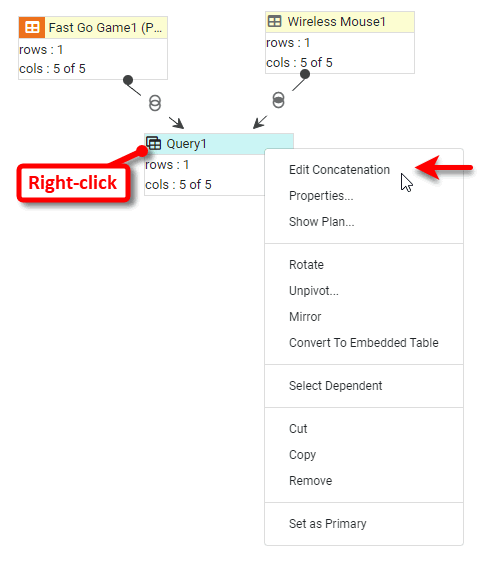 Fast Go Game1 (P...
rows : 1
cols : 5 of 5
Wireless Mouse1
rows : 1
cols : 5 of 5
Query1
rows : 1
cols : 5 of 5
Right-click
Edit Concatenation
Properties...
Show Plan...
Rotate
Unpivot...
Mirror
Convert To Embedded Table
Select Dependent
Cut
Copy
Remove
Set as Primary